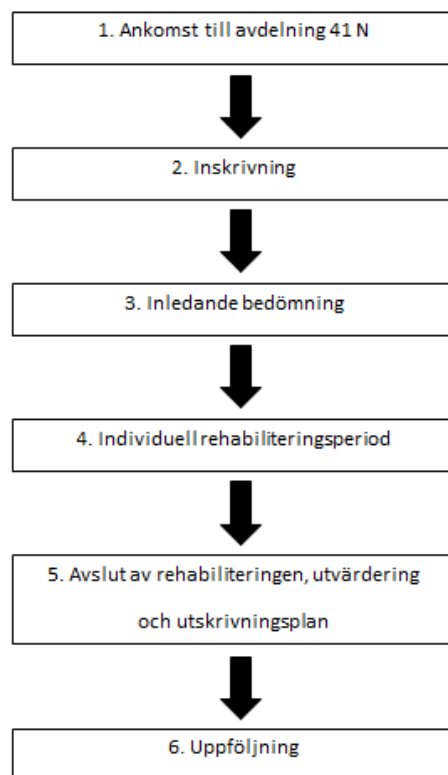 1. Ankomst till avdelning 41 N
2. Inskrivning
3. Inledande bedömning
4. Individuell rehabiliteringsperiod
5. Avslut av rehabiliteringen, utvärdering
och utskrivningsplan
6. Uppföljning